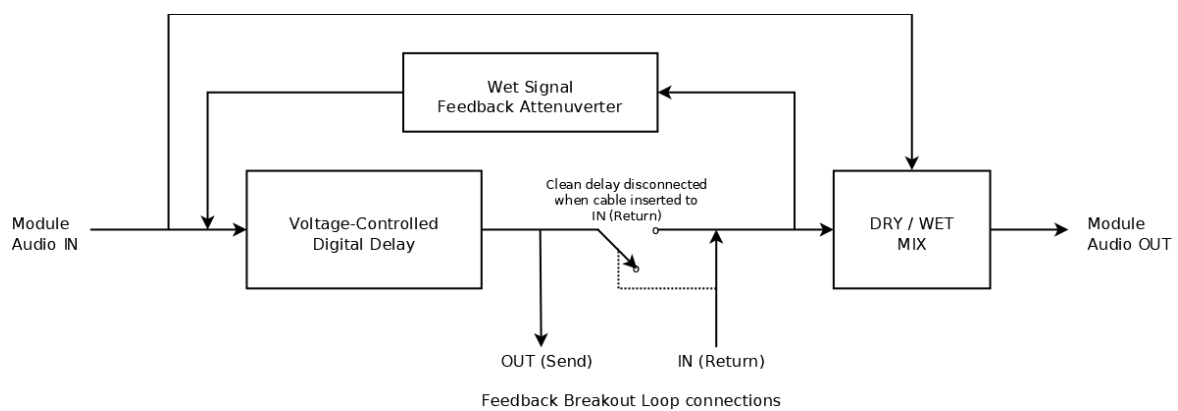 Wet Signal
Feedback Attenuverter
Clean delay disconnected
when cable inserted to
IN (Return)
Module
Audio IN
Voltage-Controlled
Digital Delay
DRY / WET
MIX
Module
Audio OUT
OUT (Send)
IN (Return)
Feedback Breakout Loop connections